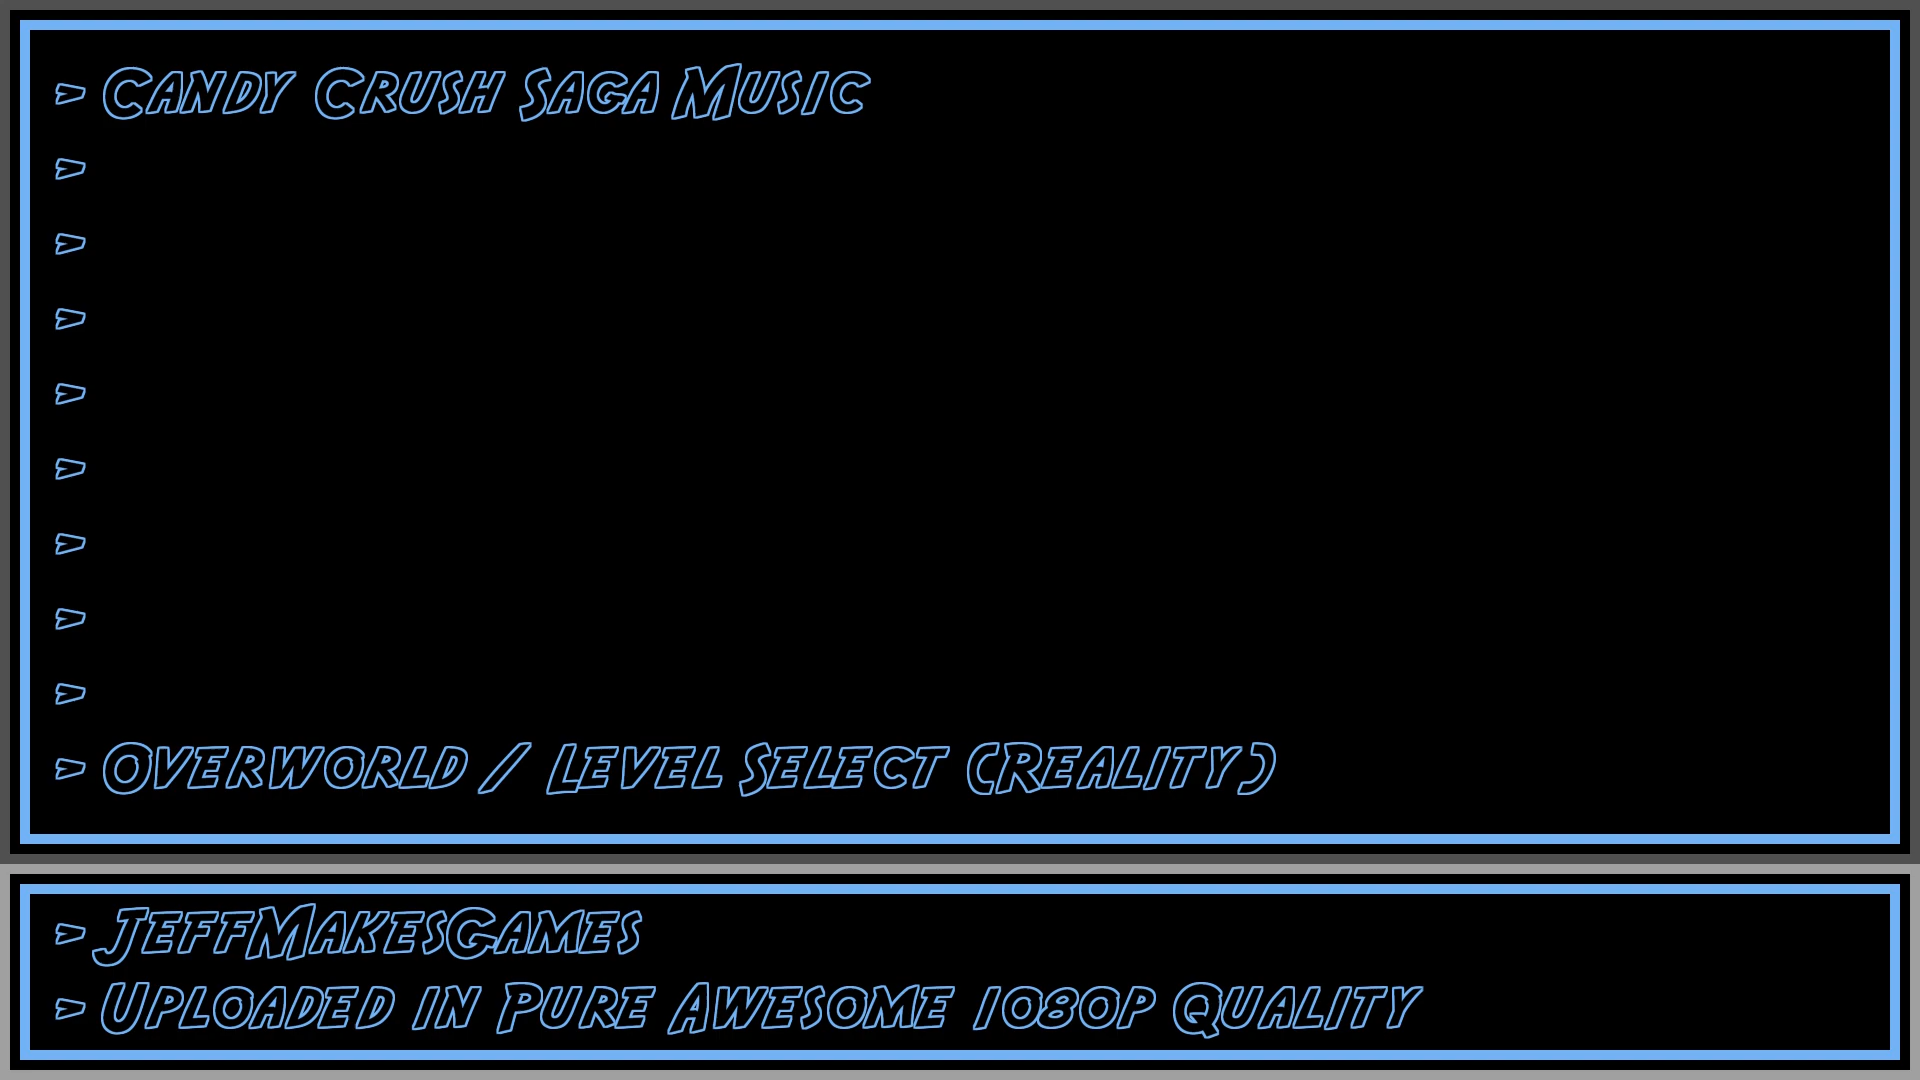 > Candy Crush Saga Music
>
>
>
>
>
>
>
>
> Overworld / Level Select (Reality)
> JeffMakesGames
> Uploaded in Pure Awesome 1080p Quality